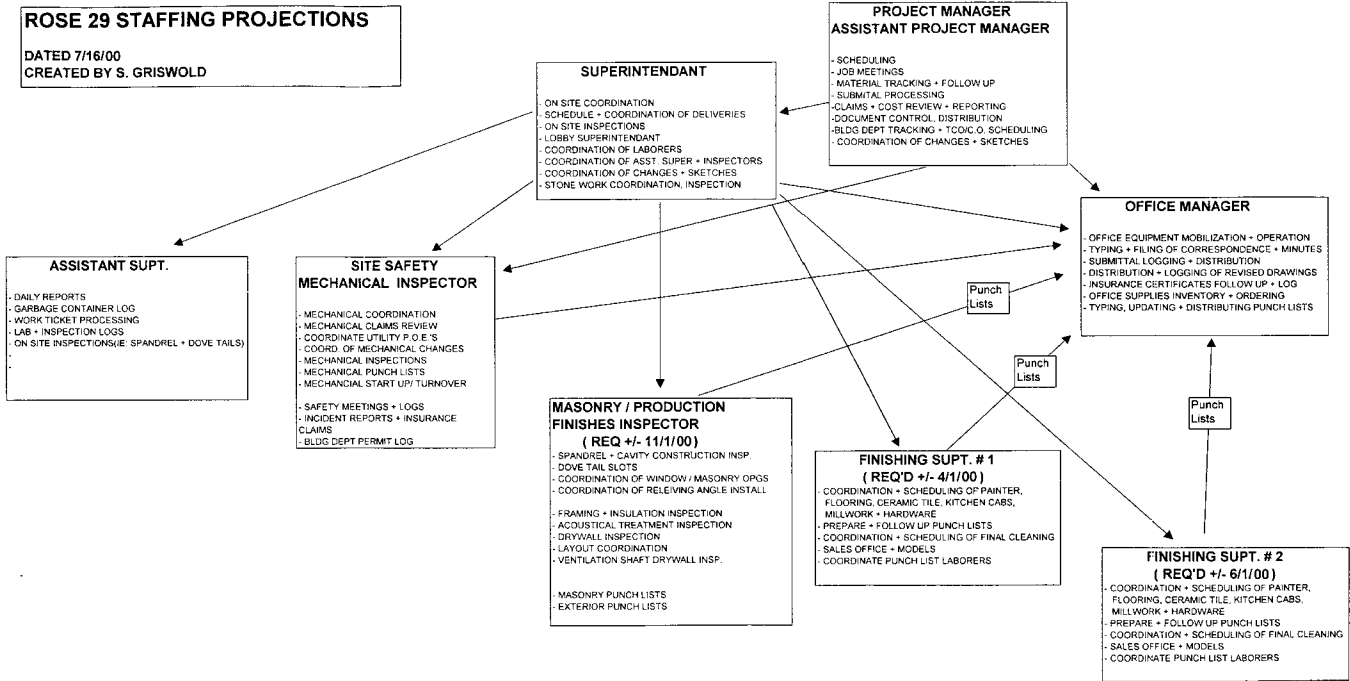 ROSE 29 STAFFING PROJECTIONS
DATED 7/16/00
CREATED BY S. GRISWOLD
PROJECT MANAGER
ASSISTANT PROJECT MANAGER
- SCHEDULING
- JOB MEETINGS
- MATERIAL TRACKING + FOLLOW UP
- SUBMITAL PROCESSING
-CLAIMS + COST REVIEW + REPORTING
-DOCUMENT CONTROL, DISTRIBUTION
-BLDG DEPT TRACKING + TCO/C.O. SCHEDULING
- COORDINATION OF CHANGES + SKETCHES
SUPERINTENDANT
- ON SITE COORDINATION
- SCHEDULE + COORDINATION OF DELIVERIES
- ON SITE INSPECTIONS
- LOBBY SUPERINTENDANT
- COORDINATION OF LABORERS
- COORDINATION OF ASST. SUPER + INSPECTORS
- COORDINATION OF CHANGES + SKETCHES
- STONE WORK COORDINATION, INSPECTION
OFFICE MANAGER
- OFFICE EQUIPMENT MOBILIZATION + OPERATION
- TYPING + FILING OF CORRESPONDENCE + MINUTES
- SUBMITTAL LOGGING + DISTRIBUTION
- DISTRIBUTION + LOGGING OF REVISED DRAWINGS
- INSURANCE CERTIFICATES FOLLOW UP + LOG
- OFFICE SUPPLIES INVENTORY + ORDERING
- TYPING, UPDATING + DISTRIBUTING PUNCH LISTS
ASSISTANT SUPT.
- DAILY REPORTS
- GARBAGE CONTAINER LOG
- WORK TICKET PROCESSING
- LAB + INSPECTION LOGS
- ON SITE INSPECTIONS(IE: SPANDREL + DOVE TAILS)
-
-
SITE SAFETY
MECHANICAL INSPECTOR
- MECHANICAL COORDINATION
- MECHANICAL CLAIMS REVIEW
- COORDINATE UTILITY P.O.E.'S
- COORD. OF MECHANICAL CHANGES
- MECHANICAL INSPECTIONS
- MECHANICAL PUNCH LISTS
- MECHANCIAL START UP/ TURNOVER
- SAFETY MEETINGS + LOGS
- INCIDENT REPORTS + INSURANCE
CLAIMS
- BLDG DEPT PERMIT LOG
Punch
Lists
Punch
Lists
Punch
Lists
MASONRY / PRODUCTION
FINISHES INSPECTOR
( REQ +/- 11/1/00)
- SPANDREL + CAVITY CONSTRUCTION INSP.
- DOVE TAIL SLOTS
- COORDINATION OF WINDOW / MASONRY OPGS
- COORDINATION OF RELEIVING ANGLE INSTALL
- FRAMING + INSULATION INSPECTION
- ACOUSTICAL TREATMENT INSPECTION
- DRYWALL INSPECTION
- LAYOUT COORDINATION
- VENTILATION SHAFT DRYWALL INSP.
- MASONRY PUNCH LISTS
- EXTERIOR PUNCH LISTS
FINISHING SUPT. # 1
( REQ'D +/- 4/1/00)
- COORDINATION + SCHEDULING OF PAINTER,
FLOORING, CERAMIC TILE, KITCHEN CABS,
MILLWORK + HARDWARE
- PREPARE + FOLLOW UP PUNCH LISTS
- COORDINATION + SCHEDULING OF FINAL CLEANING
- SALES OFFICE + MODELS
- COORDINATE PUNCH LIST LABORERS
FINISHING SUPT. # 2
( REQ'D +/- 6/1/00)
- COORDINATION + SCHEDULING OF PAINTER,
FLOORING, CERAMIC TILE, KITCHEN CABS,
MILLWORK + HARDWARE
- PREPARE + FOLLOW UP PUNCH LISTS
- COORDINATION + SCHEDULING OF FINAL CLEANING
- SALES OFFICE + MODELS
- COORDINATE PUNCH LIST LABORERS